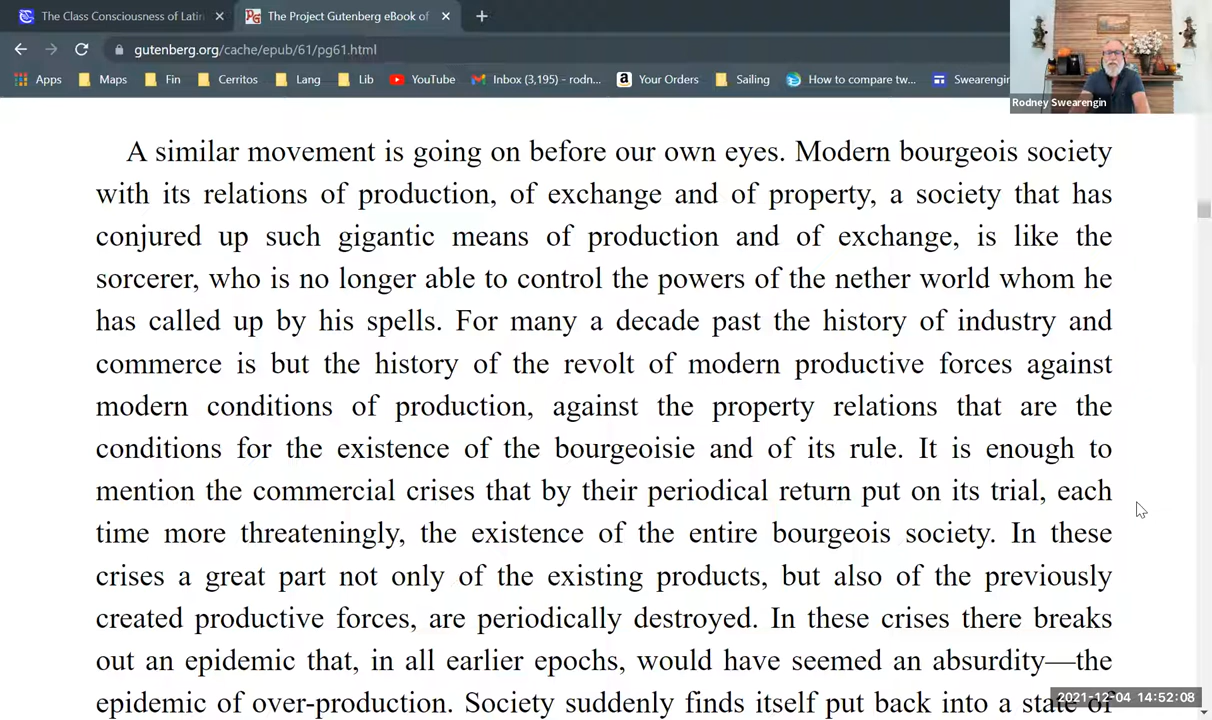 The Class Consciousness of Latin
The Project Gutenberg eBook of
gutenberg.org/cache/epub/61/pg61.html
Apps
Maps
Fin
Cerritos
Lang
Lib
YouTube
Inbox (3,195) - rodn...
Your Orders
Sailing
How to compare tw...
Swearengin
Rodney Swearengin
A similar movement is going on before our own eyes. Modern bourgeois society
with its relations of production, of exchange and of property, a society that has
conjured up such gigantic means of production and of exchange, is like the
sorcerer, who is no longer able to control the powers of the nether world whom he
has called up by his spells. For many a decade past the history of industry and
commerce is but the history of the revolt of modern productive forces against
modern conditions of production, against the property relations that are the
conditions for the existence of the bourgeoisie and of its rule. It is enough to
mention the commercial crises that by their periodical return put on its trial, each
time more threateningly, the existence of the entire bourgeois society. In these
crises a great part not only of the existing products, but also of the previously
created productive forces, are periodically destroyed. In these crises there breaks
out an epidemic that, in all earlier epochs, would have seemed an absurdity—the
epidemic of over-production. Society suddenly finds itself put back into a state of
2021-12-04 14:52:08